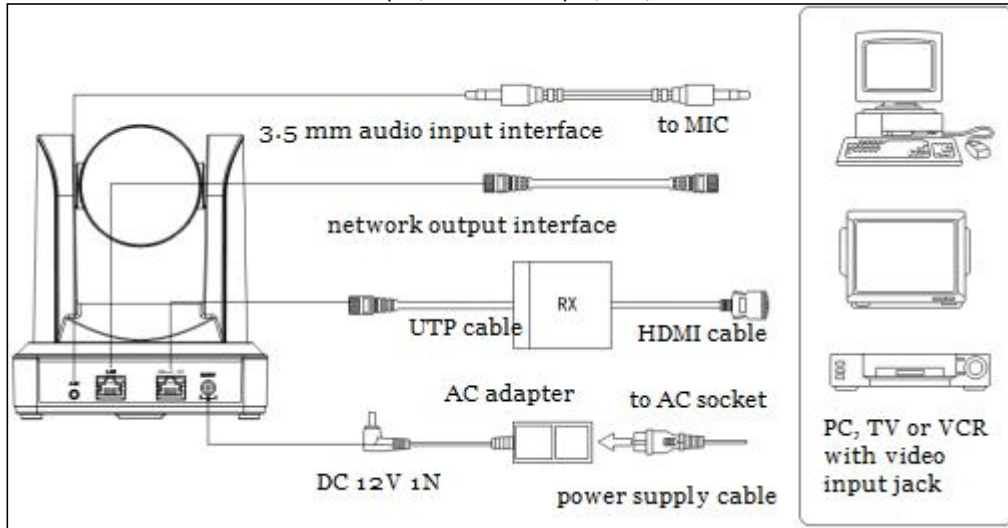 3.5 mm audio input interface
to MIC
network output interface
UTP cable
RX
HDMI cable
AC adapter
to AC socket
DC 12V 1N
power supply cable
PC, TV or VCR
with video
input jack